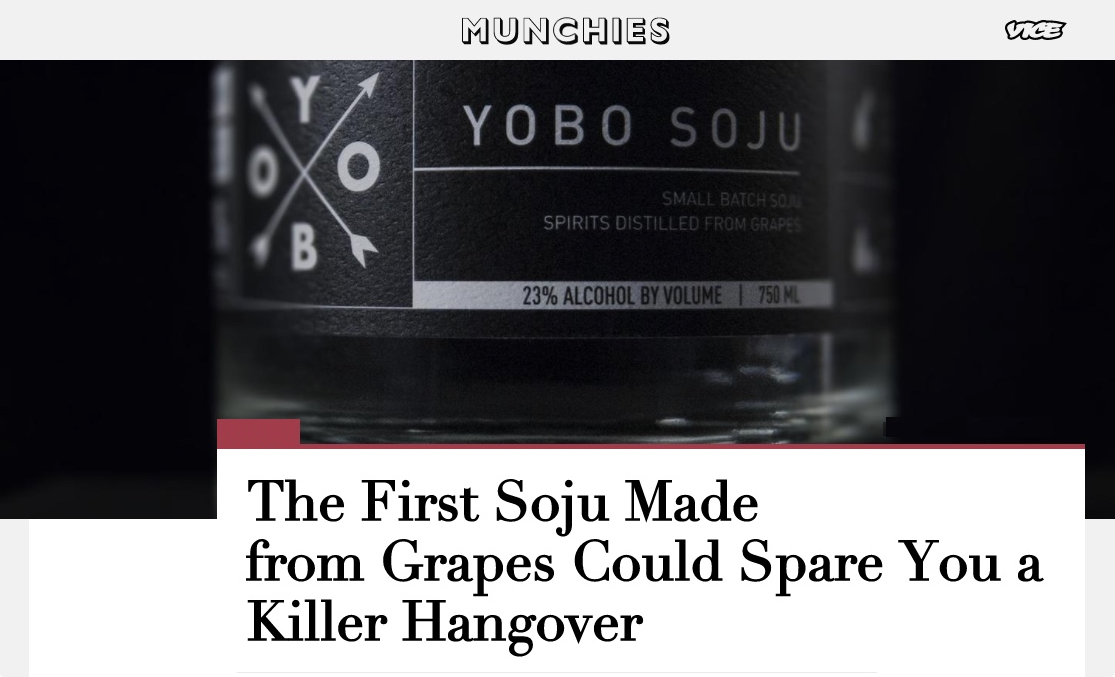 MUNCHIES
VICE
Y
O O
B
YOBO SOJU
SMALL BATCH SOJU
SPIRITS DISTILLED FROM GRAPES
23% ALCOHOL BY VOLUME | 750 ML
The First Soju Made
from Grapes Could Spare You a
Killer Hangover